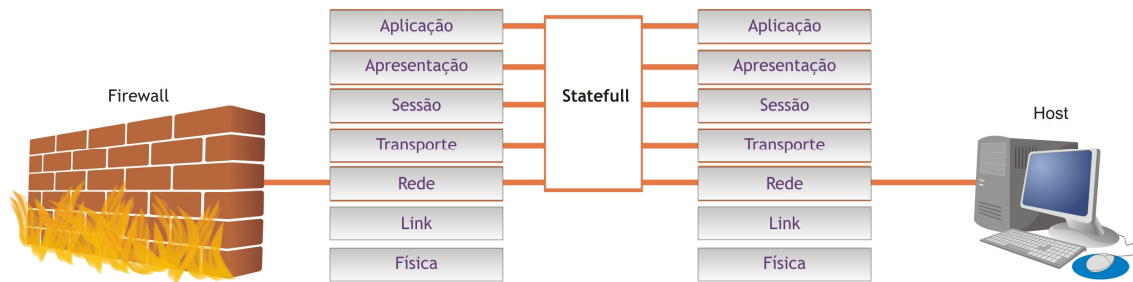 Firewall
Aplicação
Apresentação
Sessão
Transporte
Rede
Link
Física
Statefull
Aplicação
Apresentação
Sessão
Transporte
Rede
Link
Física
Host